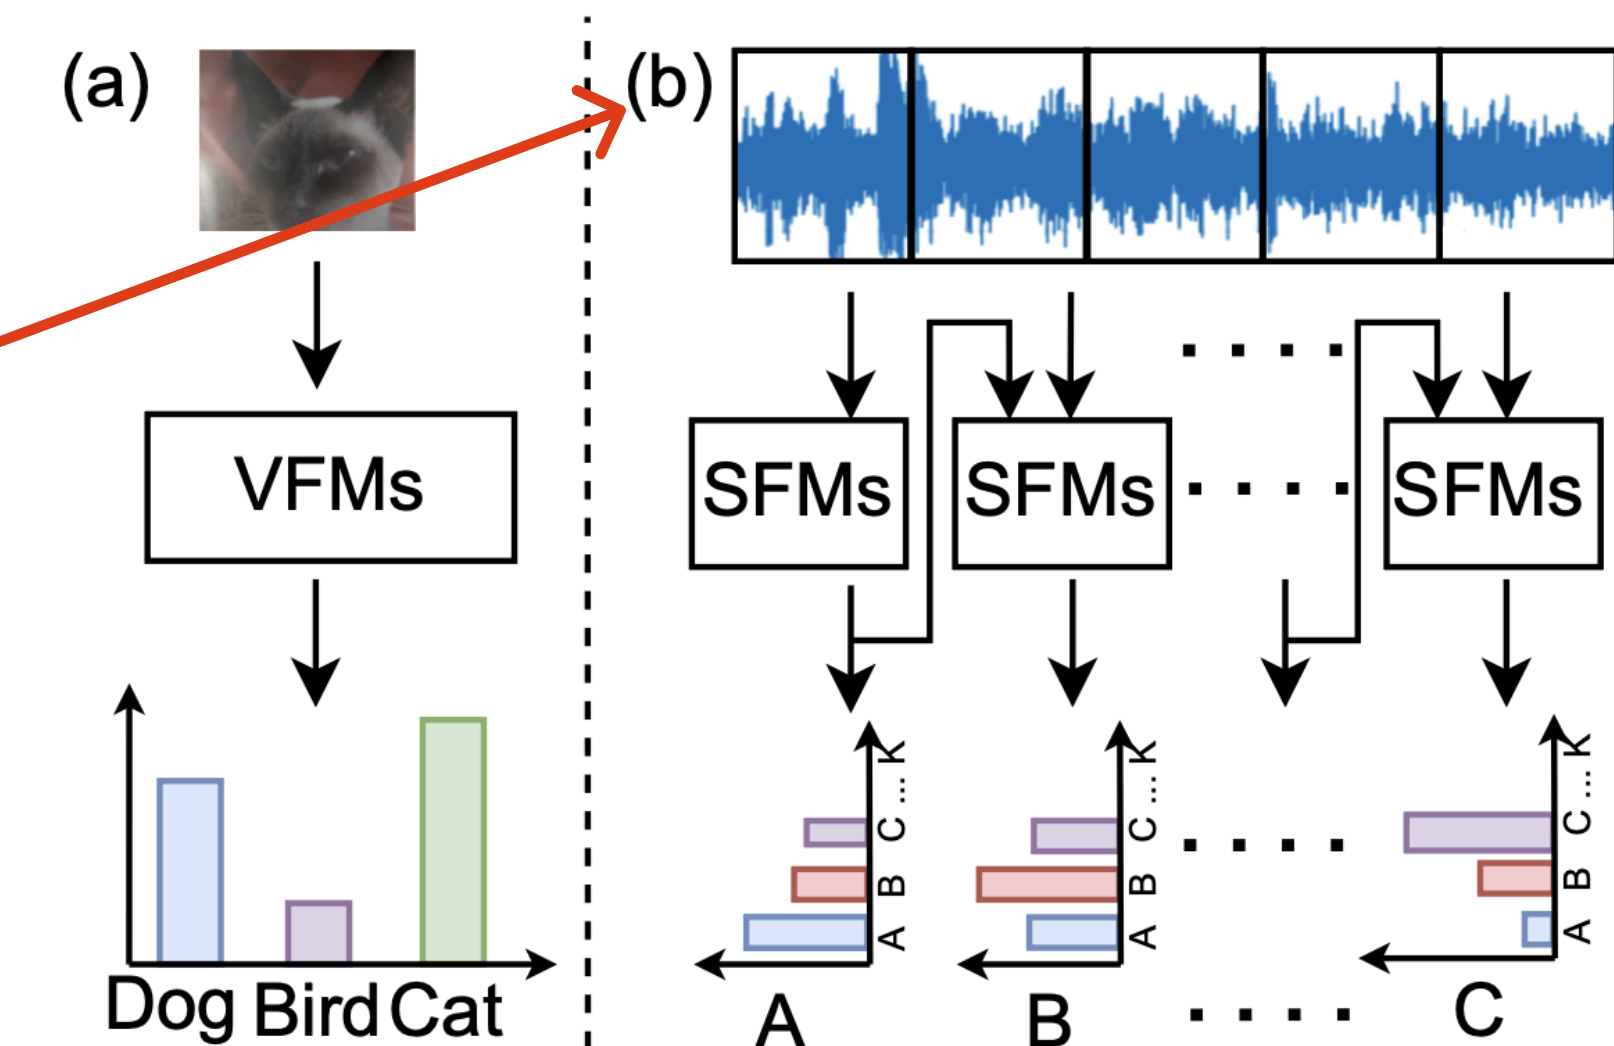 (a)
(b)
VFMs
SFMs
SFMs
....
SFMs
Dog Bird Cat
A B C ... K
A B C ... K
A B C ... K
A
B
....
C